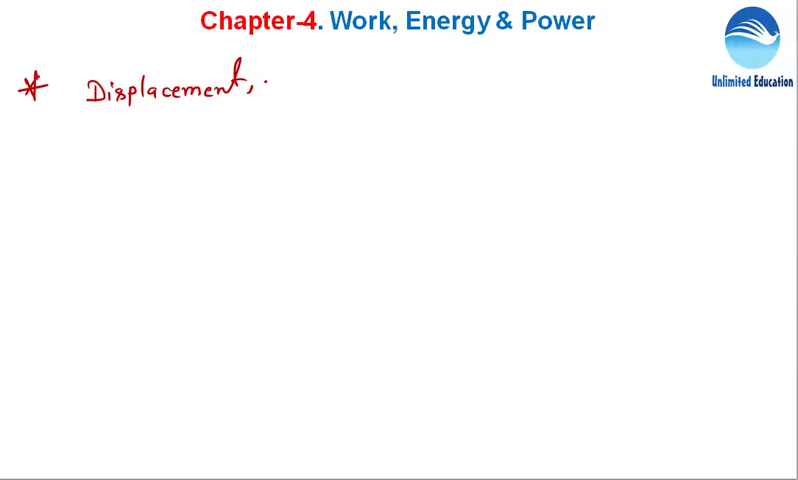 Chapter-4. Work, Energy & Power
Unlimited Education
* Displacement,